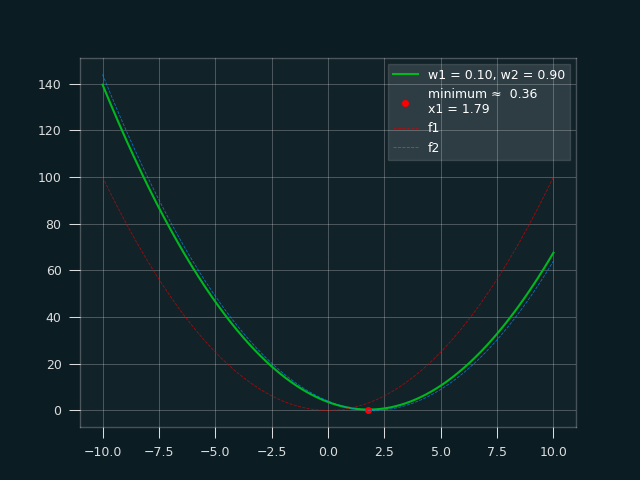 w1 = 0.10, w2 = 0.90
minimum ≈ 0.36
x1 = 1.79
f1
f2
140
120
100
80
60
40
20
0
−10.0 −7.5 −5.0 −2.5 0.0 2.5 5.0 7.5 10.0